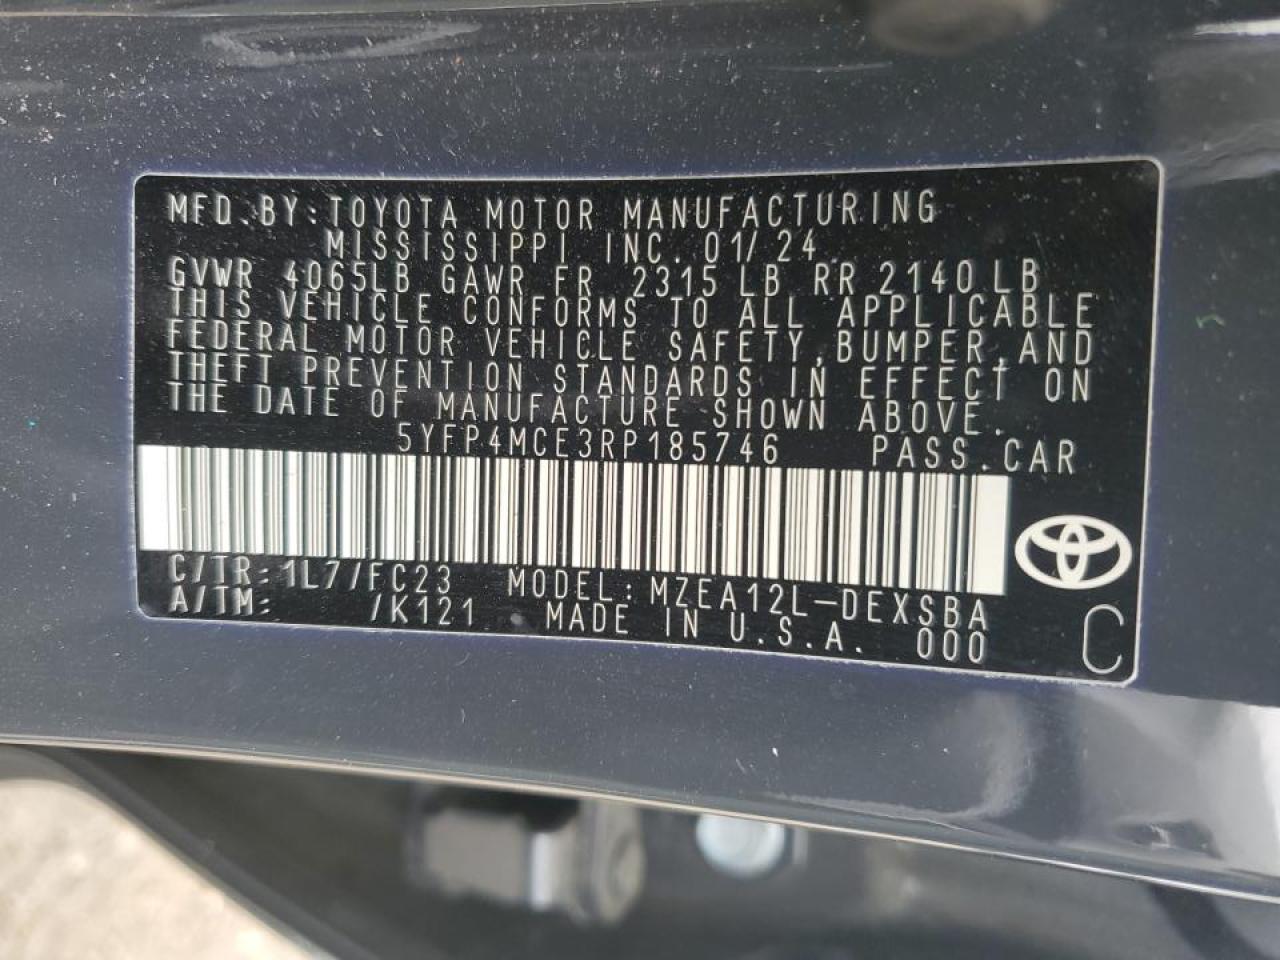 MFD.BY:TOYOTA MOTOR MANUFACTURING
MISSISSIPPI INC. 01/24
GVWR 4065LB GAWR FR 2315 LB RR 2140 LB
THIS VEHICLE CONFORMS TO ALL APPLICABLE
FEDERAL MOTOR VEHICLE SAFETY,BUMPER,AND
THEFT PREVENTION STANDARDS IN EFFECT ON
THE DATE OF MANUFACTURE SHOWN ABOVE.
5YFP4MCE3RP185746 PASS.CAR
C/TR: 1L7/FC23 MODEL:MZEA12L-DEXSBA
A/TM: /K121 MADE IN U.S.A. 000
C